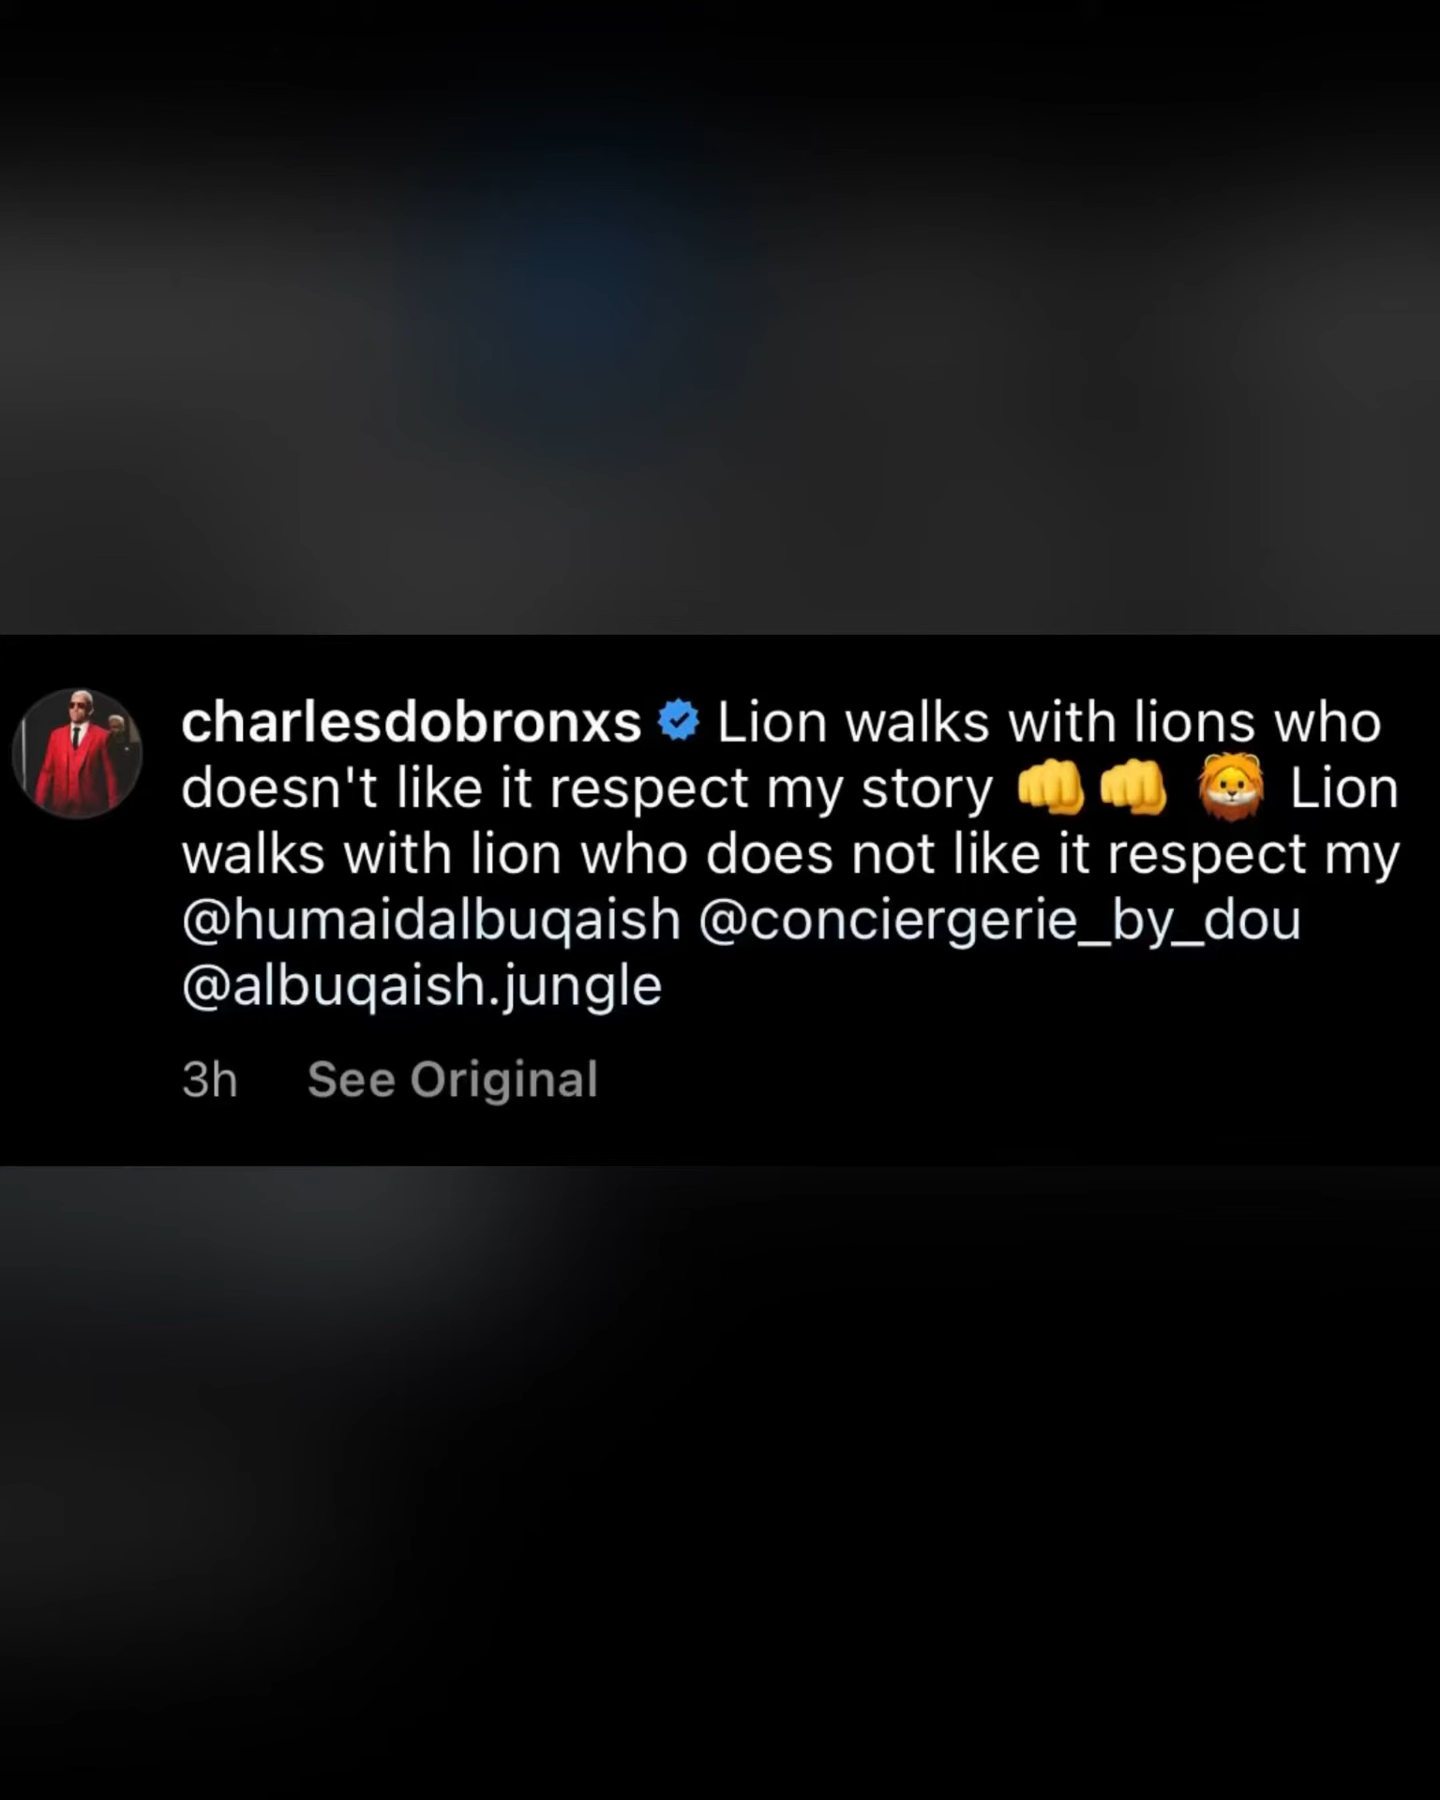 charlesdobronxs Lion walks with lions who
doesn't like it respect my story 👊👊 🦁 Lion
walks with lion who does not like it respect my
@humaidalbuqaish @conciergerie_by_dou
@albuqaish.jungle
3h See Original